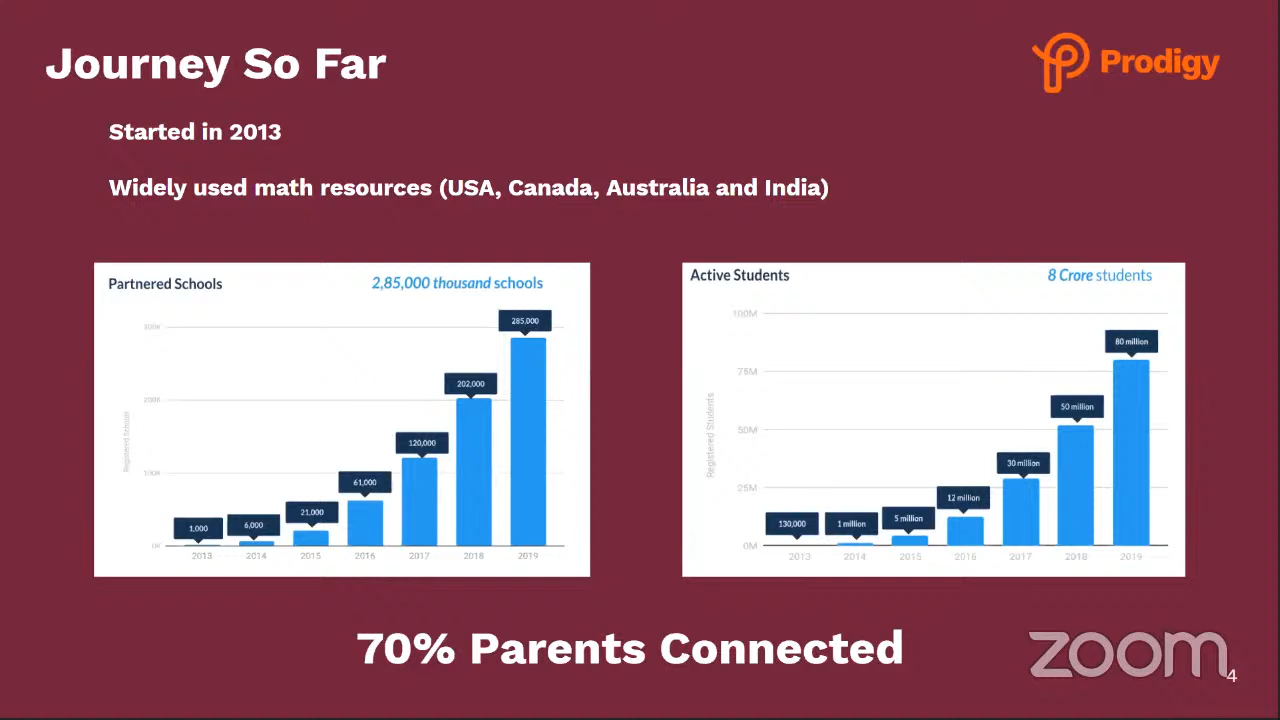 Journey So Far
Prodigy
Started in 2013
Widely used math resources (USA, Canada, Australia and India)
Partnered Schools
2,85,000 thousand schools
300K
200K
100K
0K
Registered Schools
1,000
6,000
21,000
61,000
120,000
202,000
285,000
2013
2014
2015
2016
2017
2018
2019
Active Students
8 Crore students
100M
75M
50M
25M
0M
Registered Students
130,000
1 million
5 million
12 million
30 million
50 million
80 million
2013
2014
2015
2016
2017
2018
2019
70% Parents Connected
zoom
4